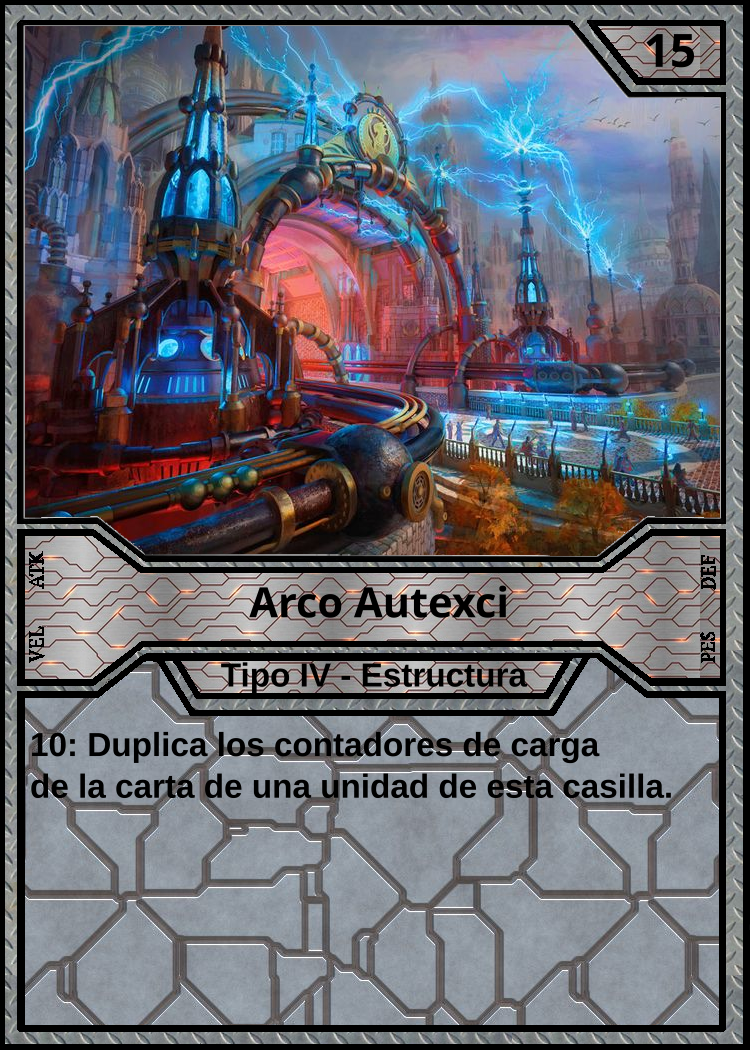 15
ATK
DEF
Arco Autexci
VEL
PES
Tipo IV - Estructura
10: Duplica los contadores de carga
de la carta de una unidad de esta casilla.